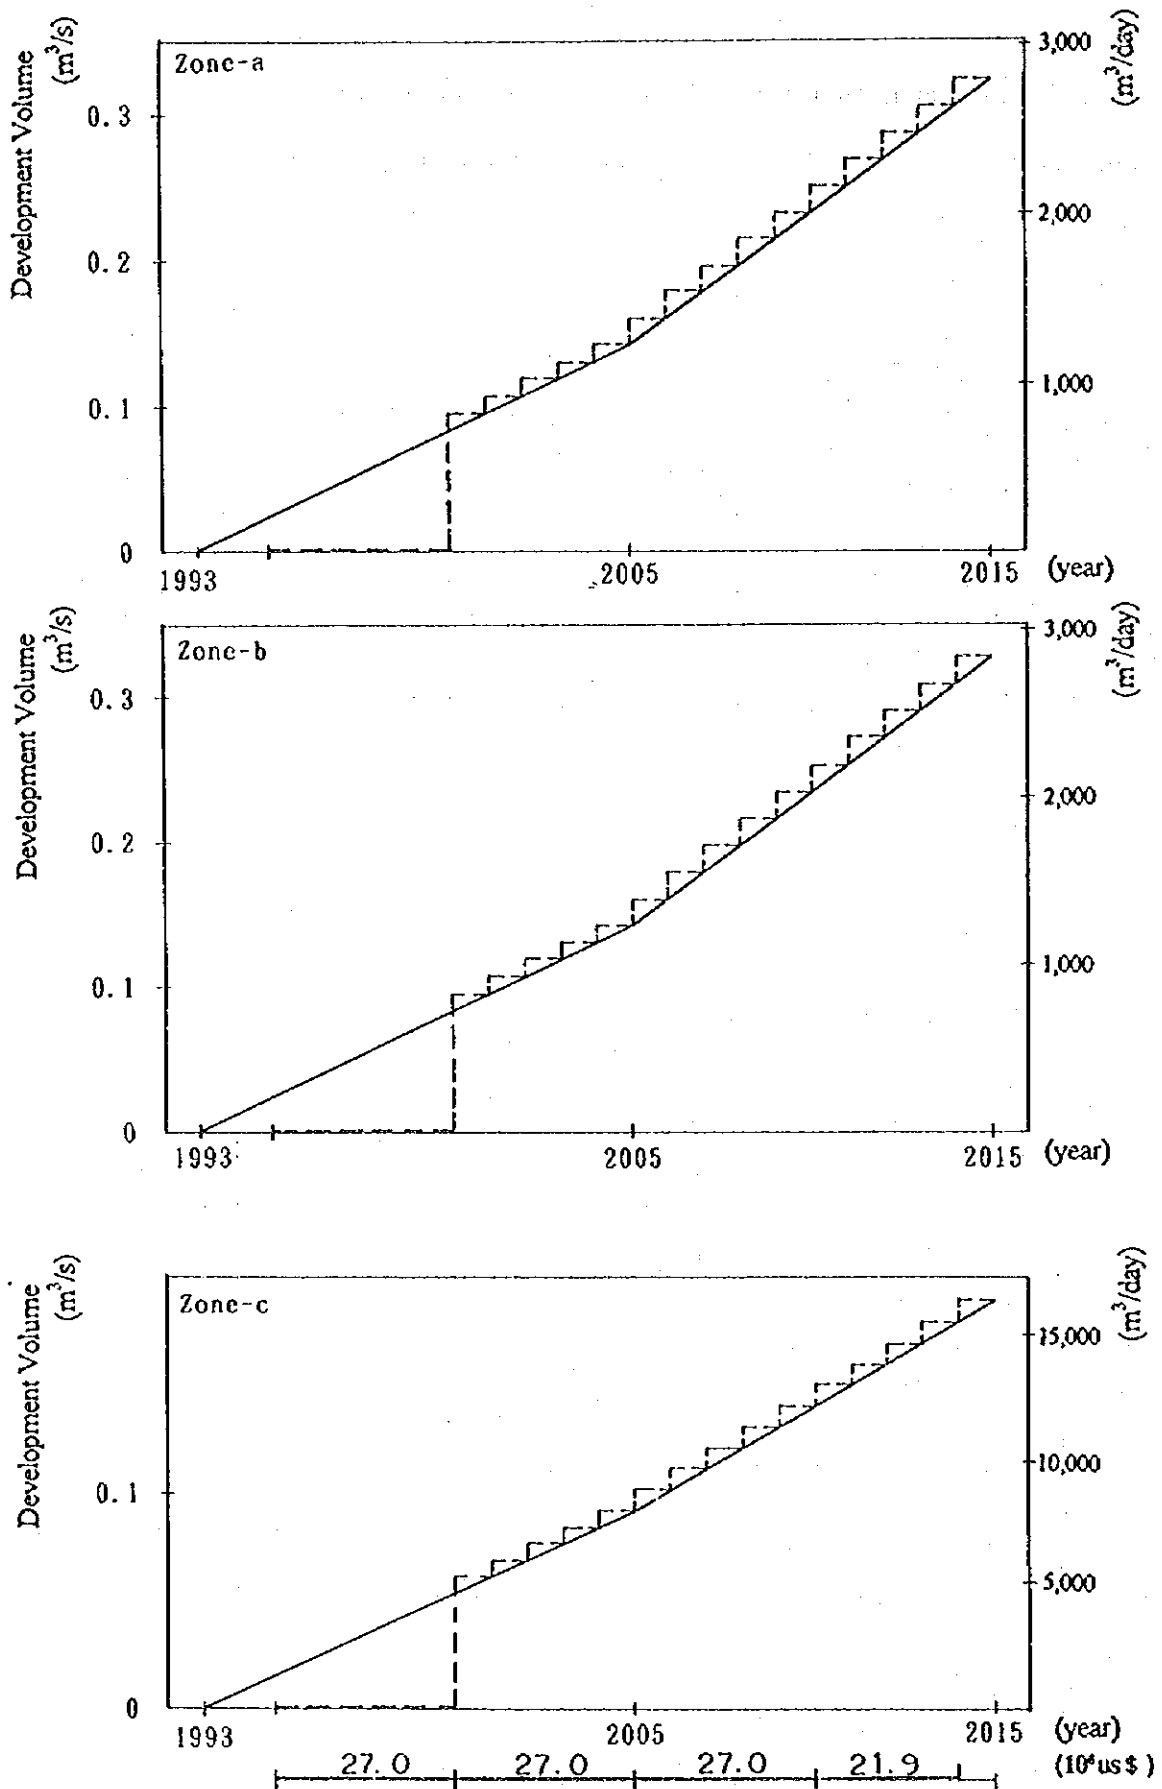 Development Volume
(m³/s)
Zone-a
3,000
(m³/day)
0.3
0.2
0.1
0
2,000
1,000
1993
2005
2015
(year)
Development Volume
(m³/s)
Zone-b
3,000
(m³/day)
0.3
0.2
0.1
0
2,000
1,000
1993
2005
2015
(year)
Development Volume
(m³/s)
Zone-c
(m³/day)
15,000
10,000
0.1
5,000
0
1993
2005
2015
(year)
27.0 27.0 27.0 21.9 (10⁶us$)